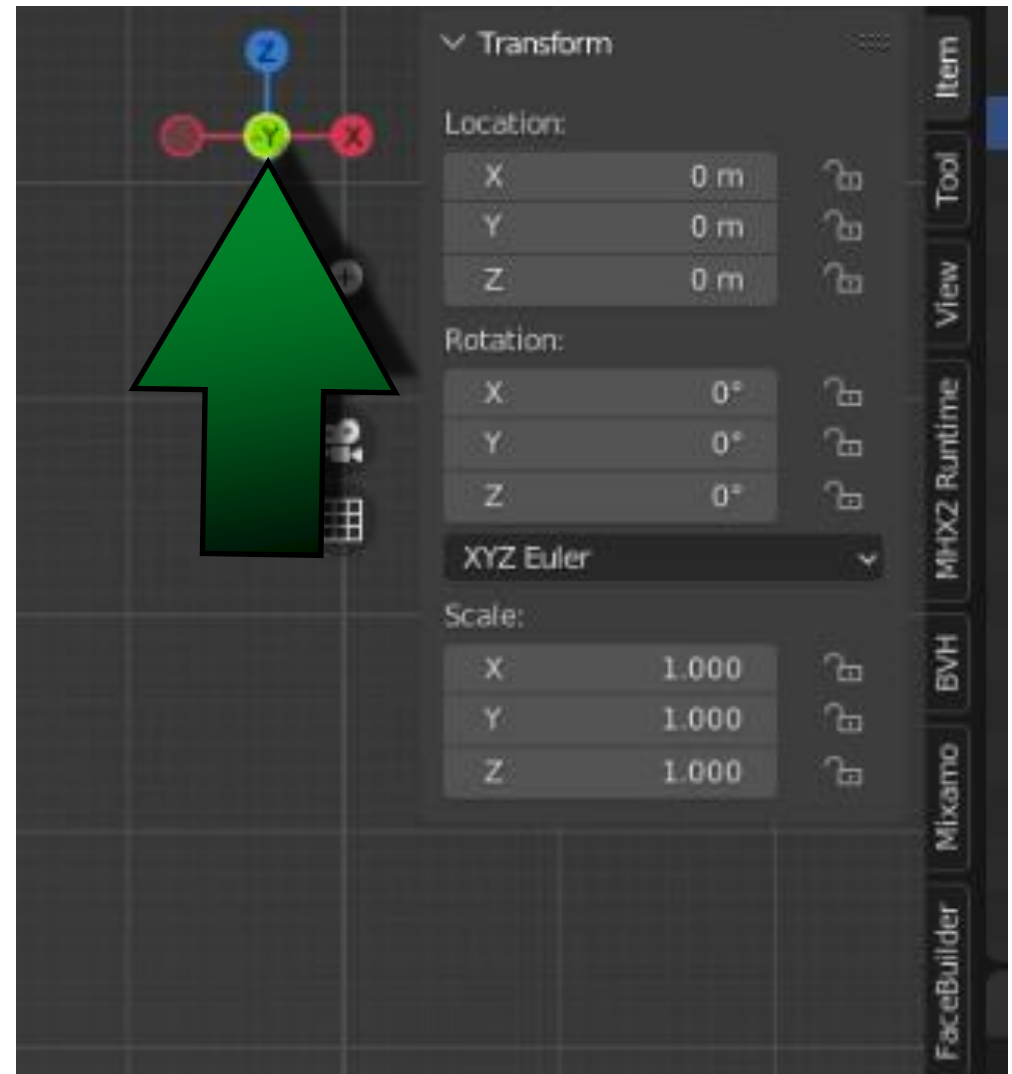 Z
-Y
X
Transform
Location:
X 0 m
Y 0 m
Z 0 m
Rotation:
X 0°
Y 0°
Z 0°
XYZ Euler
Scale:
X 1.000
Y 1.000
Z 1.000
Item
Tool
View
MHX2 Runtime
BVH
Mixamo
FaceBuilder